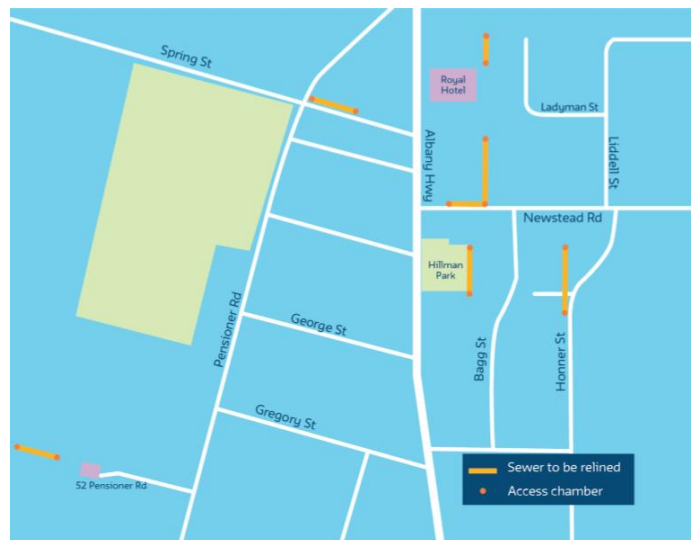 Spring St
Royal
Hotel
Ladyman St
Albany Hwy
Liddell St
Newstead Rd
Hillman
Park
Pensioner Rd
George St
Bagg St
Honner St
Gregory St
52 Pensioner Rd
Sewer to be relined
Access chamber